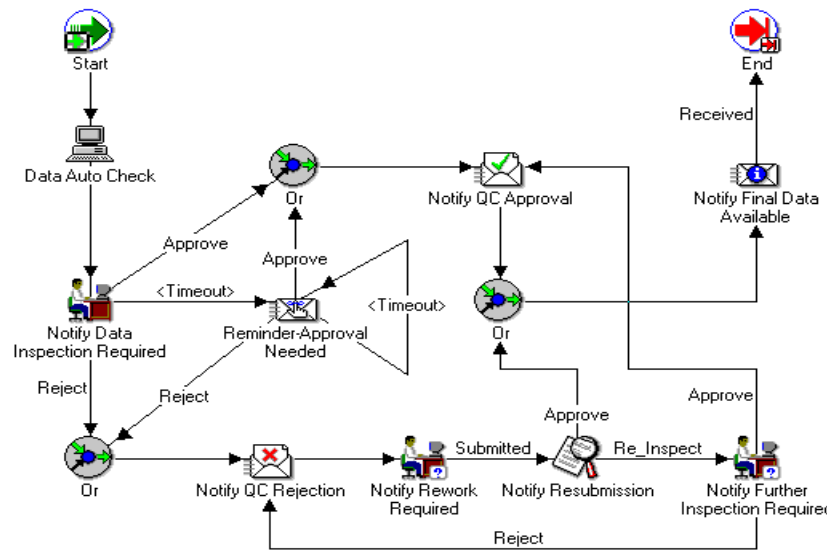 Start
End
Received
Data Auto Check
Or
Notify QC Approval
Notify Final Data
Available
Approve
Approve
<Timeout>
<Timeout>
Notify Data
Inspection Required
Reminder-Approval
Needed
Or
Reject
Reject
Approve
Approve
Submitted
Re_Inspect
Or
Notify QC Rejection
Notify Rework
Required
Notify Resubmission
Notify Further
Inspection Required
Reject